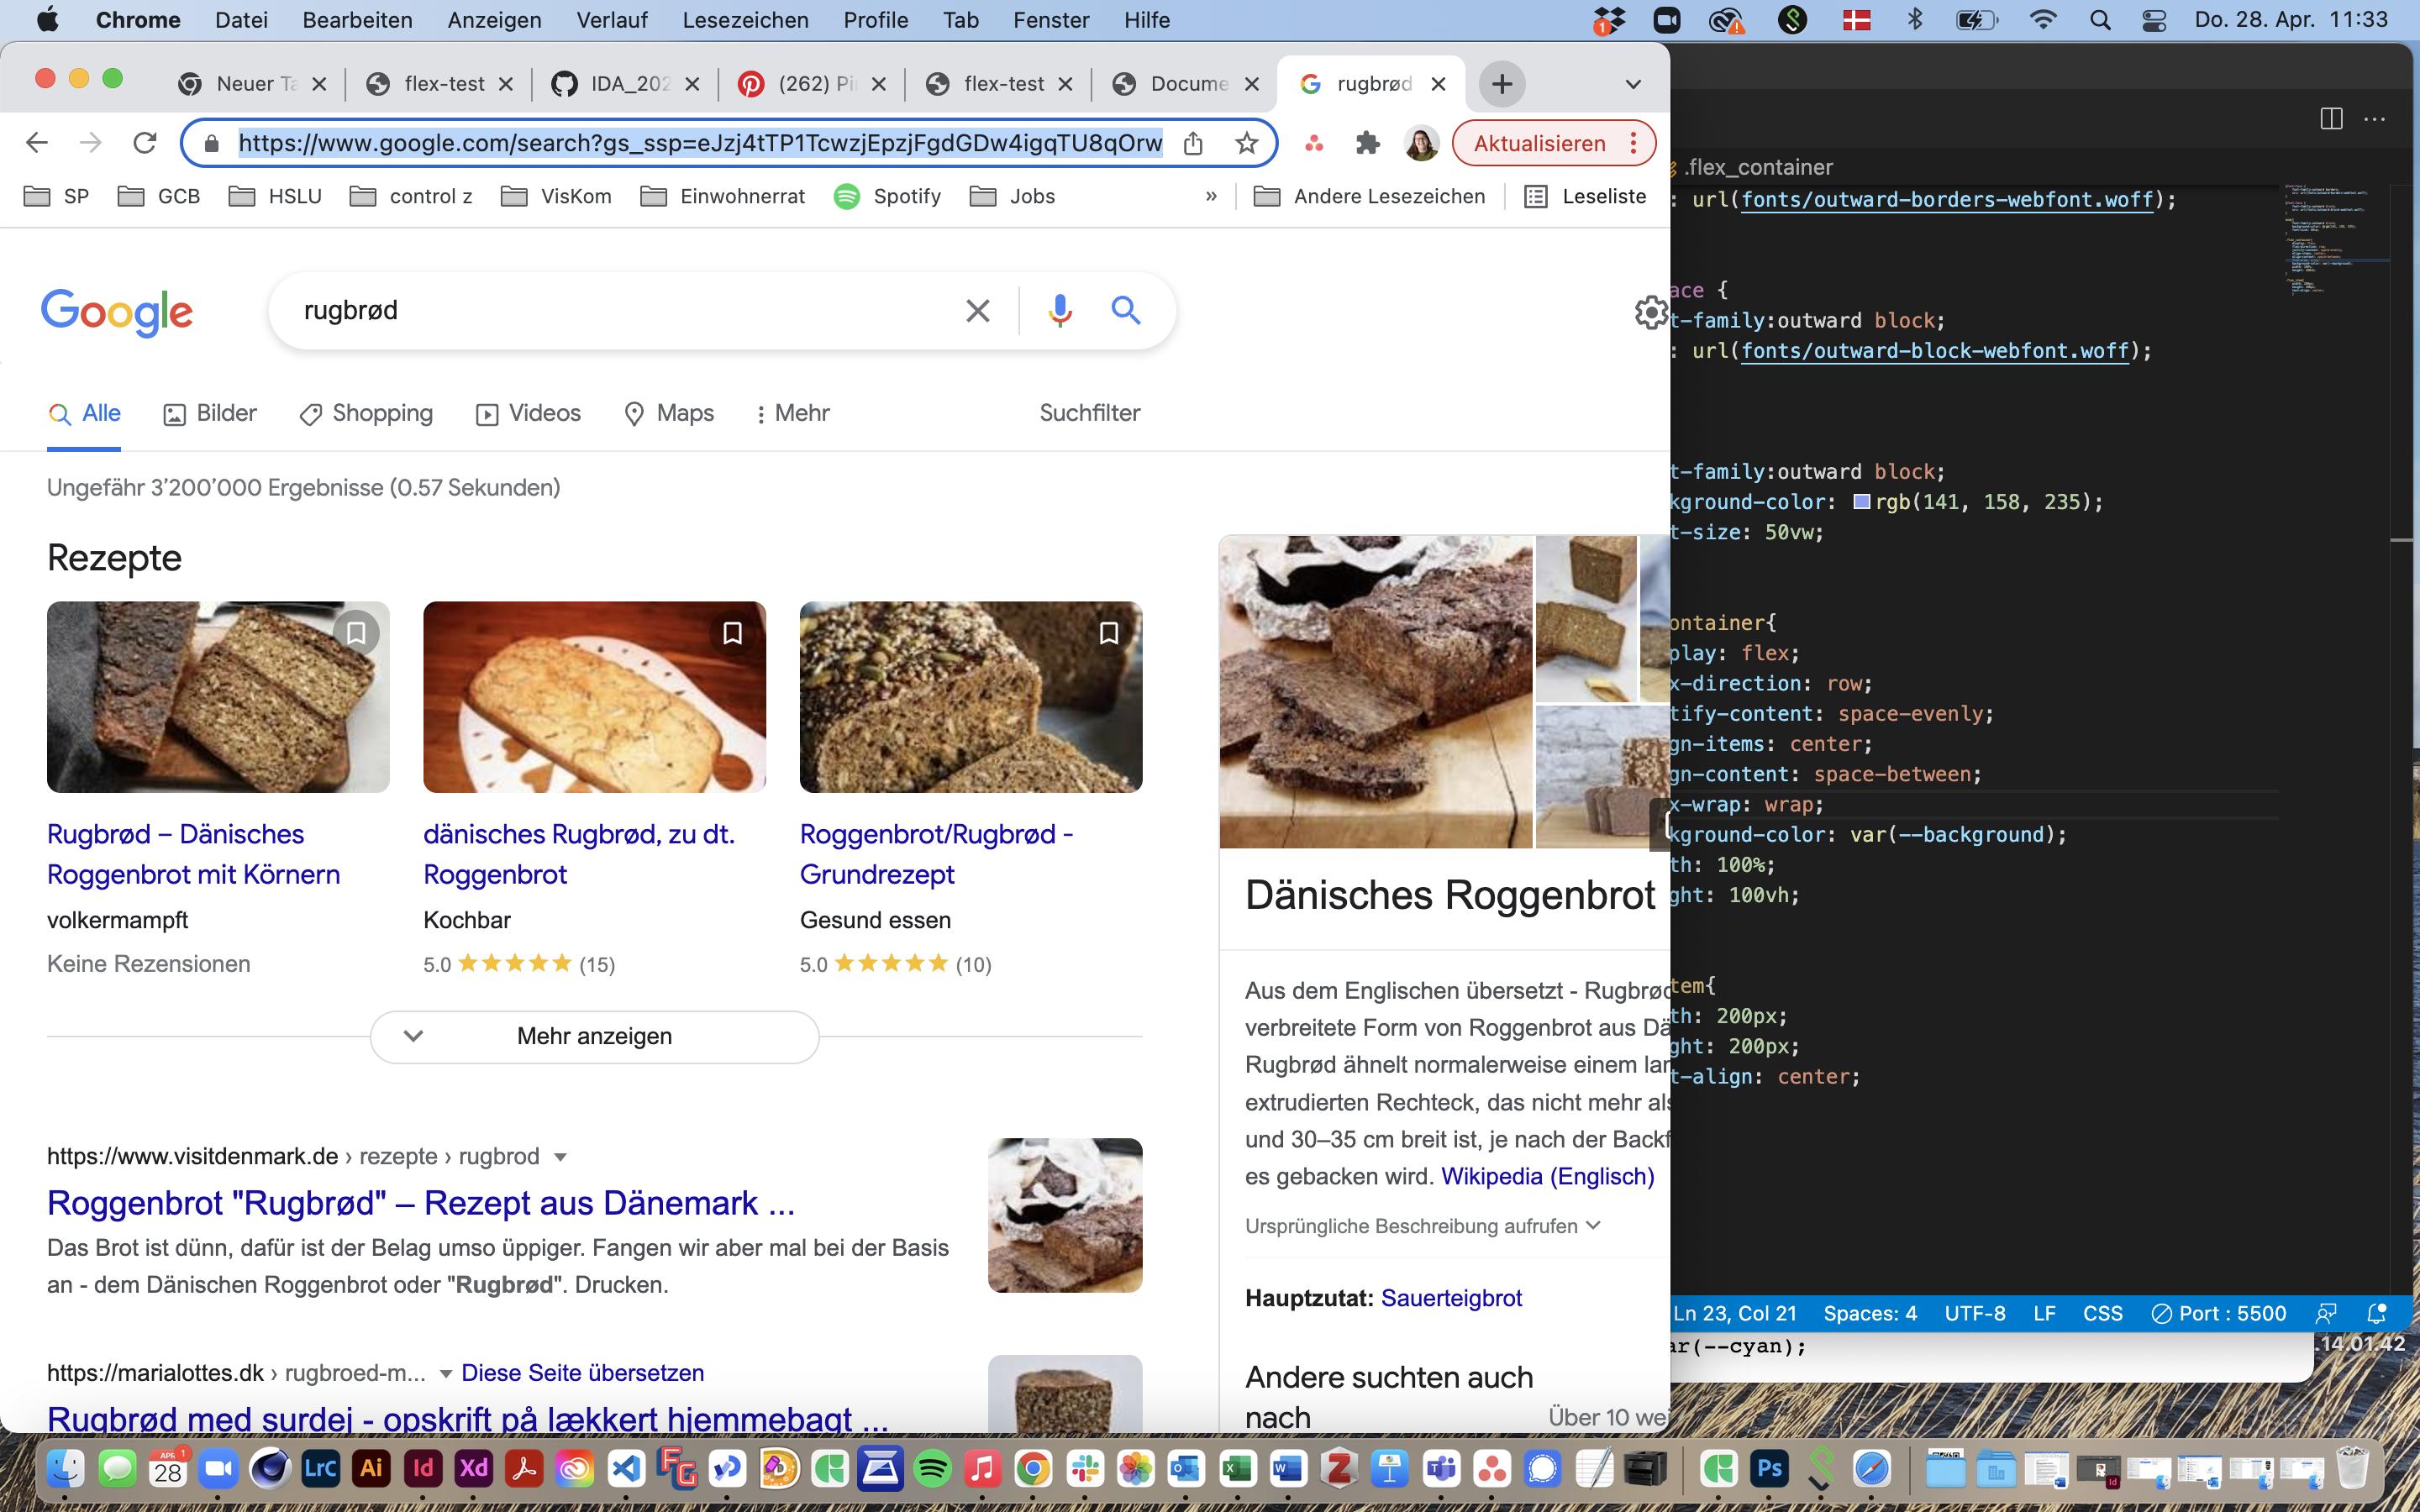 Chrome Datei Bearbeiten Anzeigen Verlauf Lesezeichen Profile Tab Fenster Hilfe
1
Do. 28. Apr. 11:33
Neuer Ta
flex-test
IDA_202
(262) Pi
flex-test
Docume
rugbrød
https://www.google.com/search?gs_ssp=eJzj4tTP1TcwzjEpzjFgdGDw4igqTU8qOrw
Aktualisieren
SP GCB HSLU control z VisKom Einwohnerrat Spotify Jobs » Andere Lesezeichen Leseliste
Google
rugbrød
Alle Bilder Shopping Videos Maps Mehr Suchfilter
Ungefähr 3’200’000 Ergebnisse (0.57 Sekunden)
Rezepte
Rugbrød – Dänisches
Roggenbrot mit Körnern
volkermampft
Keine Rezensionen
dänisches Rugbrød, zu dt.
Roggenbrot
Kochbar
5.0 ★★★★★ (15)
Roggenbrot/Rugbrød -
Grundrezept
Gesund essen
5.0 ★★★★★ (10)
Mehr anzeigen
https://www.visitdenmark.de › rezepte › rugbrod
Roggenbrot "Rugbrød" – Rezept aus Dänemark ...
Das Brot ist dünn, dafür ist der Belag umso üppiger. Fangen wir aber mal bei der Basis
an - dem Dänischen Roggenbrot oder "Rugbrød". Drucken.
https://marialottes.dk › rugbroed-m... Diese Seite übersetzen
Rugbrød med surdej - opskrift på lækkert hjemmebagt ...
Dänisches Roggenbrot
Aus dem Englischen übersetzt - Rugbrød
verbreitete Form von Roggenbrot aus Dä
Rugbrød ähnelt normalerweise einem lan
extrudierten Rechteck, das nicht mehr als
und 30–35 cm breit ist, je nach der Backf
es gebacken wird. Wikipedia (Englisch)
Ursprüngliche Beschreibung aufrufen
Hauptzutat: Sauerteigbrot
Andere suchten auch
nach
Über 10 wei
.flex_container
: url(fonts/outward-borders-webfont.woff);
ace {
t-family:outward block;
: url(fonts/outward-block-webfont.woff);
t-family:outward block;
kground-color: rgb(141, 158, 235);
t-size: 50vw;
ontainer{
play: flex;
x-direction: row;
tify-content: space-evenly;
gn-items: center;
gn-content: space-between;
x-wrap: wrap;
kground-color: var(--background);
th: 100%;
ght: 100vh;
tem{
th: 200px;
ght: 200px;
t-align: center;
Ln 23, Col 21 Spaces: 4 UTF-8 LF CSS Port : 5500
ar(--cyan);
.14.01.42
APR 1
28
LrC Ai Id Xd
FG
Ps